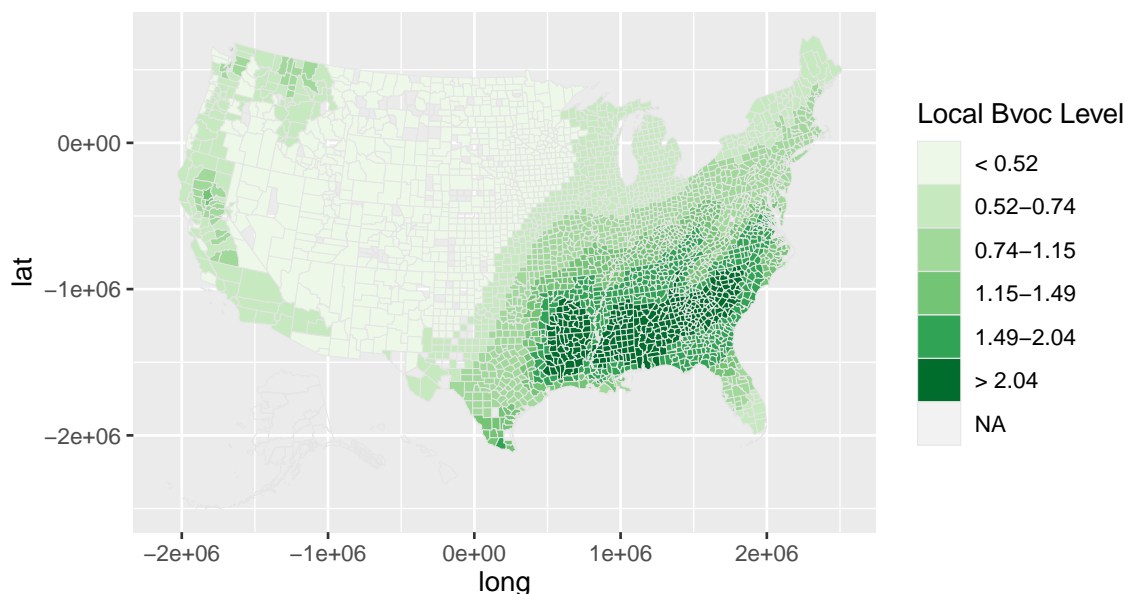 0e+00
−1e+06
−2e+06
lat
−2e+06
−1e+06
0e+00
1e+06
2e+06
long
Local Bvoc Level
< 0.52
0.52−0.74
0.74−1.15
1.15−1.49
1.49−2.04
> 2.04
NA